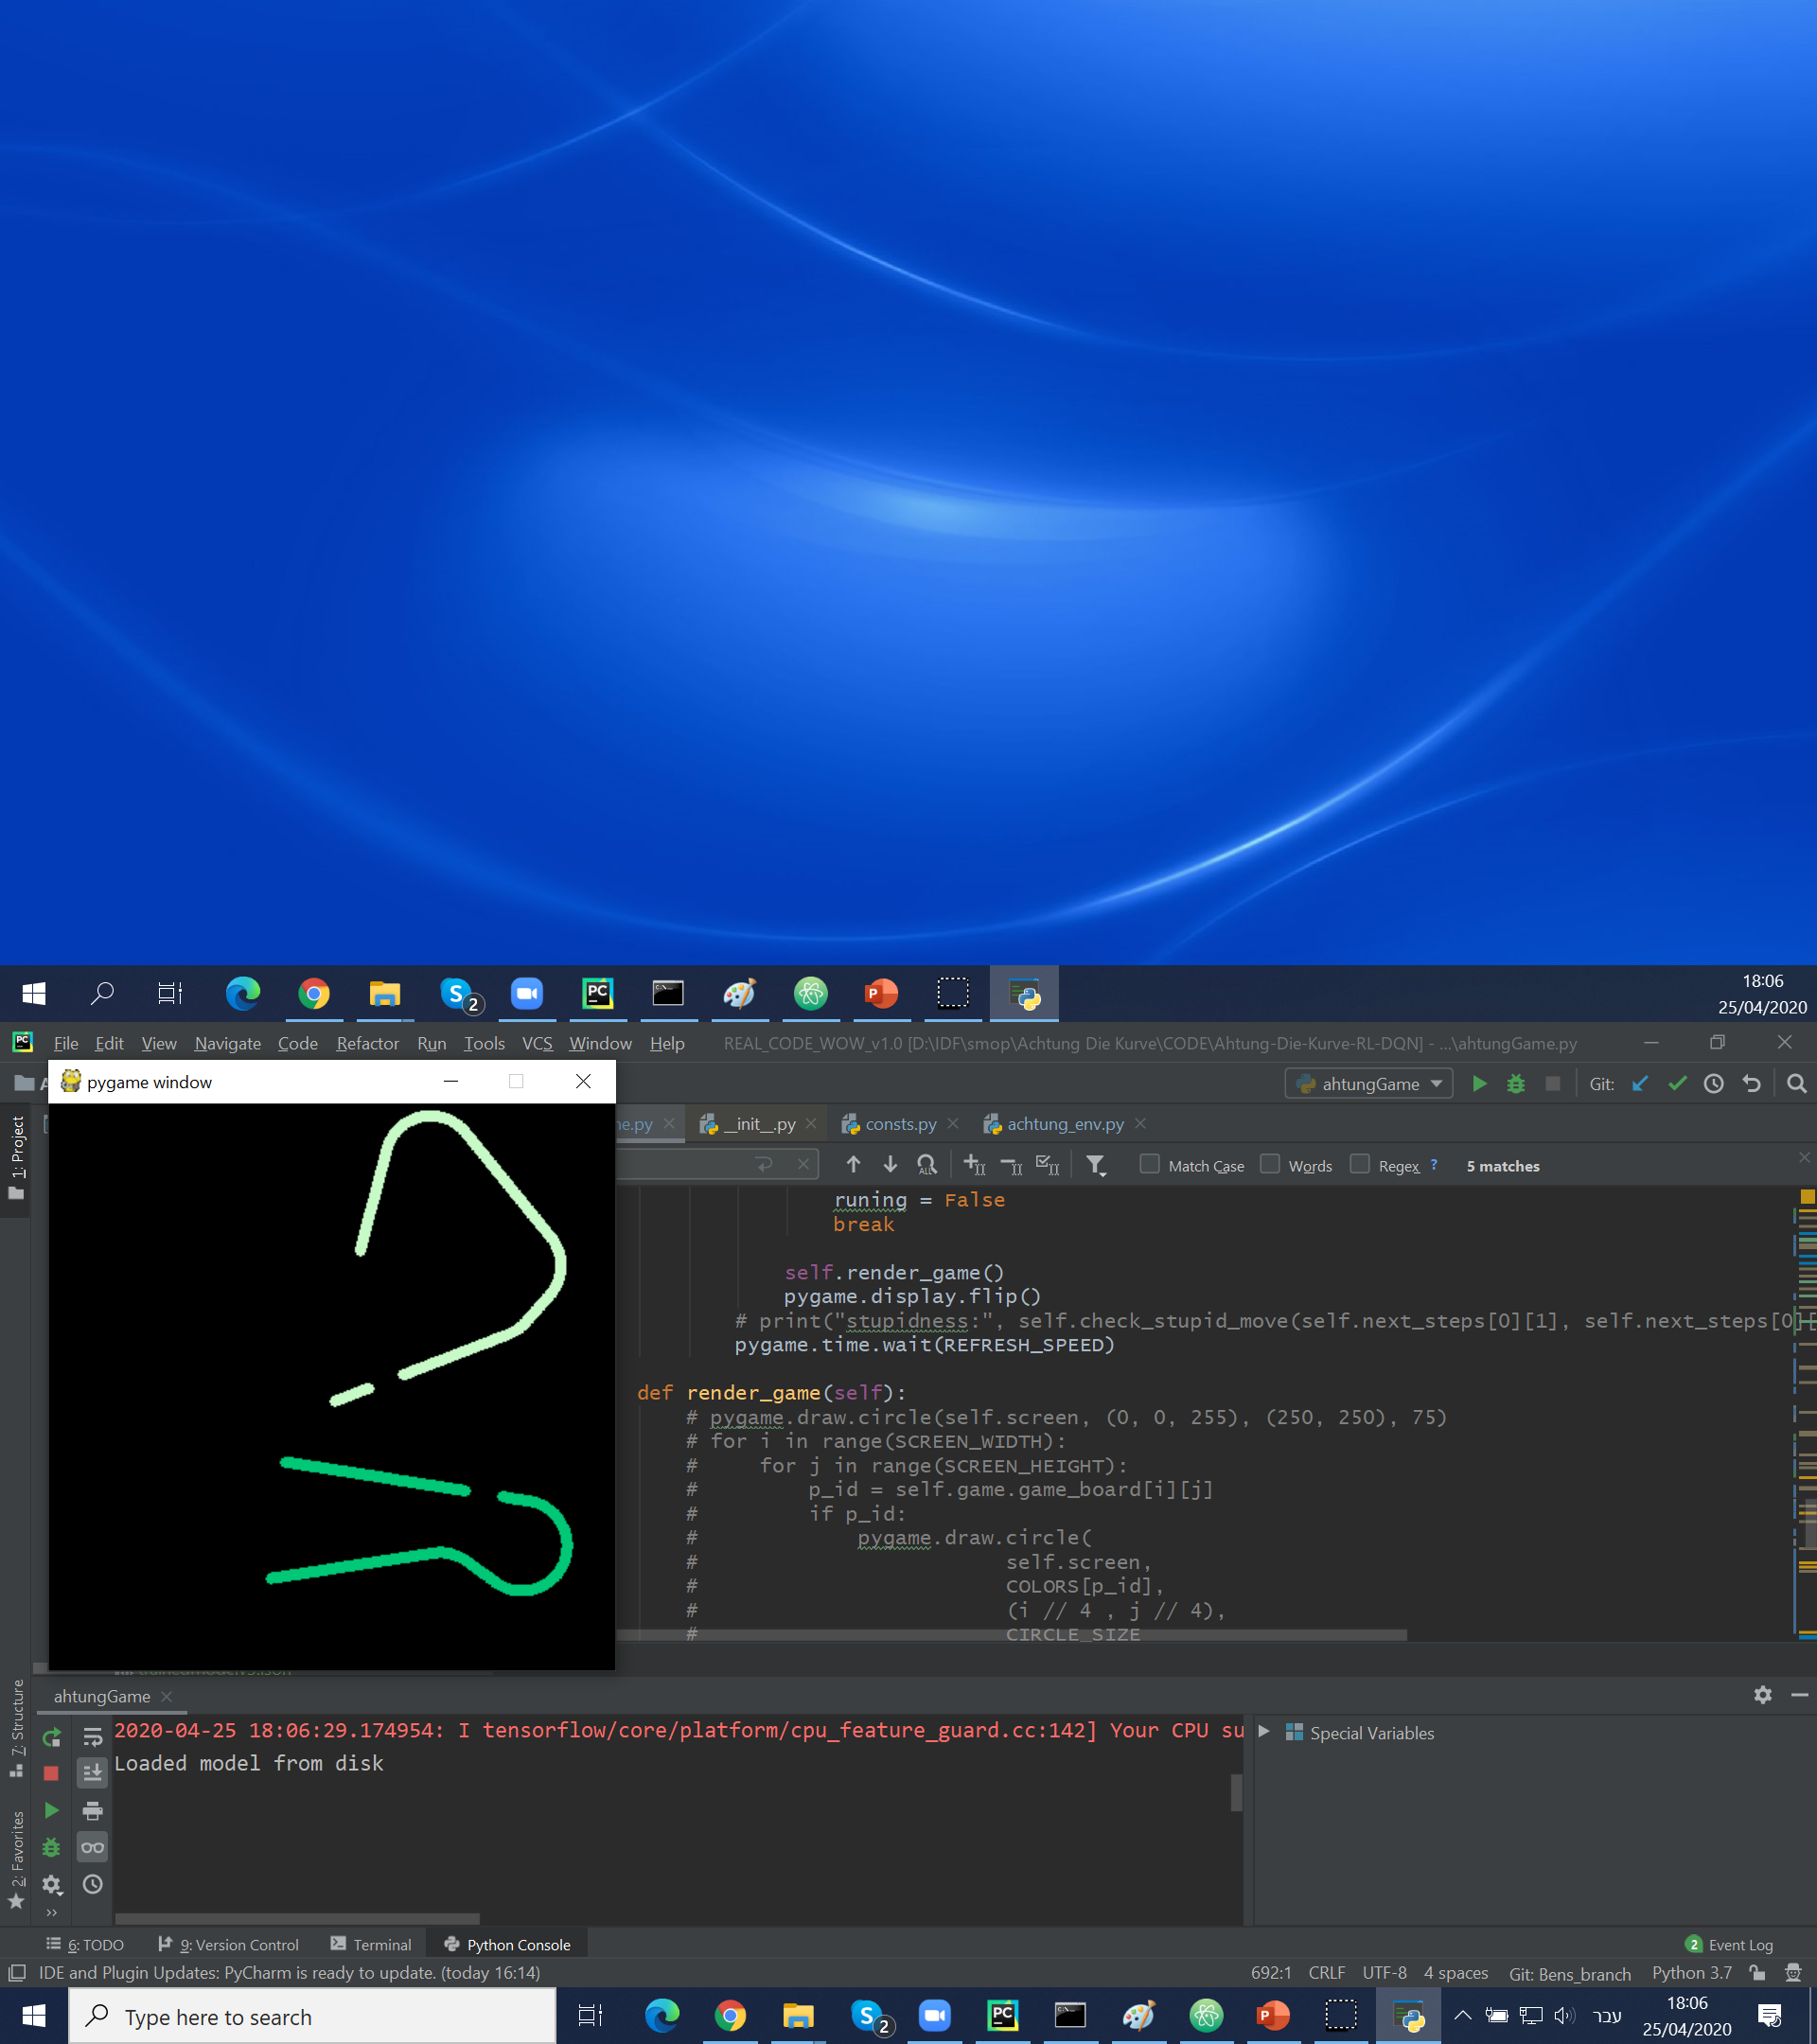 2
PC
P
18:06
25/04/2020
PC
File Edit View Navigate Code Refactor Run Tools VCS Window Help
REAL_CODE_WOW_v1.0 [D:\IDF\smop\Achtung Die Kurve\CODE\Ahtung-Die-Kurve-RL-DQN] - ...\ahtungGame.py
pygame window
ahtungGame
Git:
1: Project
ne.py
__init__.py
consts.py
achtung_env.py
Match Case
Words
Regex ?
5 matches
runing = False
break
self.render_game()
pygame.display.flip()
# print("stupidness:", self.check_stupid_move(self.next_steps[0][1], self.next_steps[0][
pygame.time.wait(REFRESH_SPEED)
def render_game(self):
# pygame.draw.circle(self.screen, (0, 0, 255), (250, 250), 75)
# for i in range(SCREEN_WIDTH):
# for j in range(SCREEN_HEIGHT):
# p_id = self.game.game_board[i][j]
# if p_id:
# pygame.draw.circle(
# self.screen,
# COLORS[p_id],
# (i // 4 , j // 4),
# CIRCLE_SIZE
7: Structure
2: Favorites
ahtungGame
2020-04-25 18:06:29.174954: I tensorflow/core/platform/cpu_feature_guard.cc:142] Your CPU su
Loaded model from disk
Special Variables
6: TODO
9: Version Control
Terminal
Python Console
2 Event Log
IDE and Plugin Updates: PyCharm is ready to update. (today 16:14)
692:1 CRLF UTF-8 4 spaces Git: Bens_branch Python 3.7
Type here to search
2
PC
P
עבר
18:06
25/04/2020